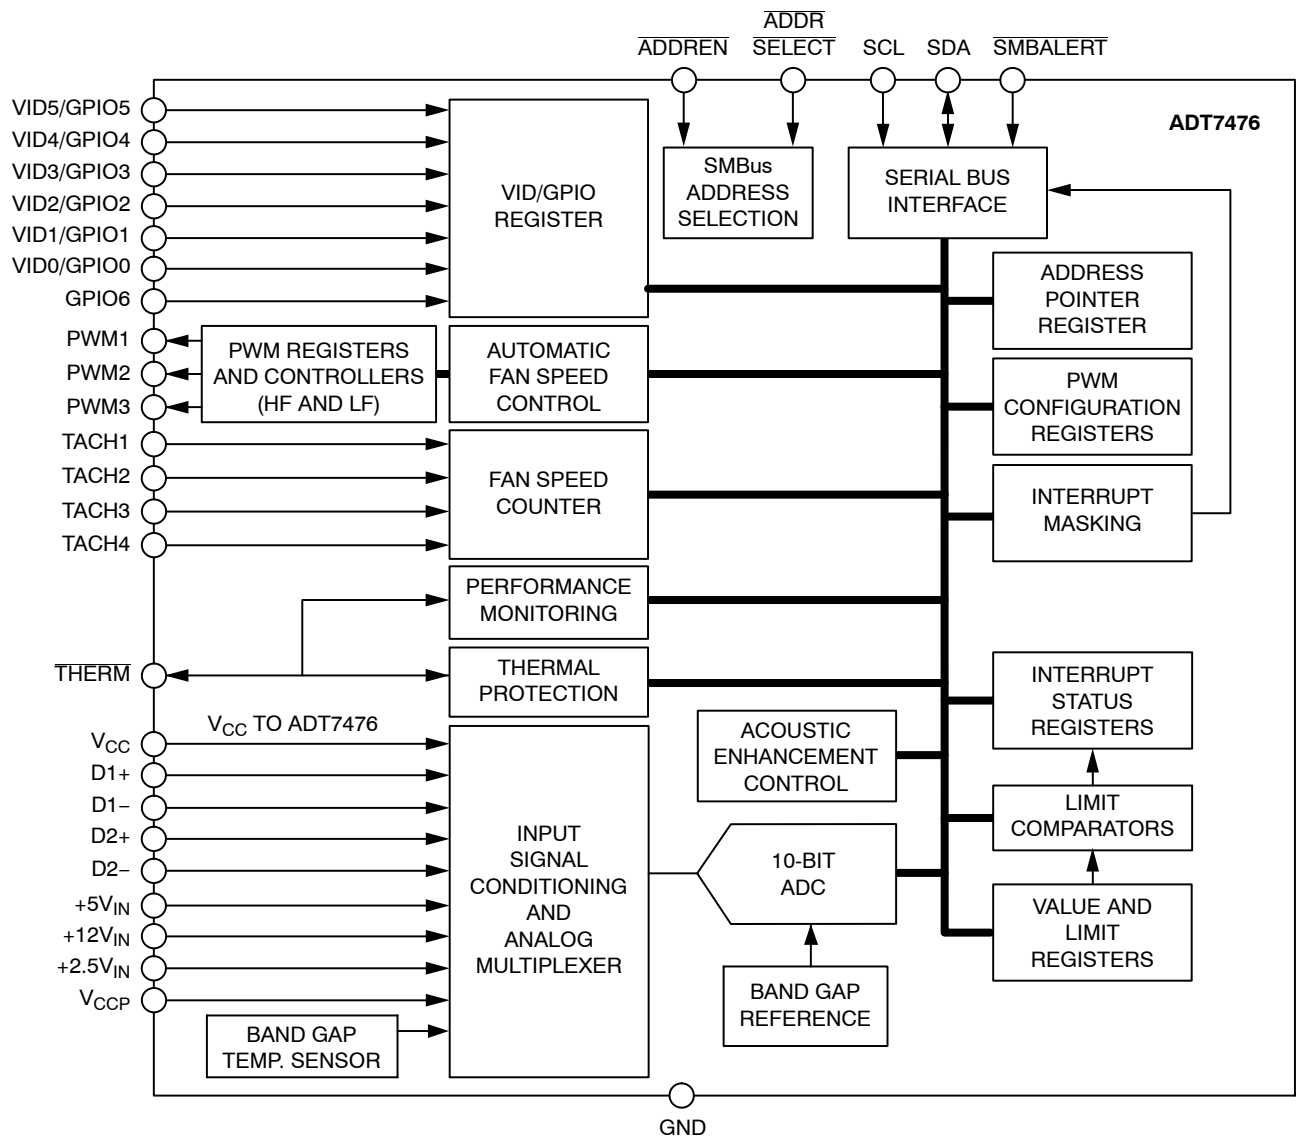 ADDR
ADDREN SELECT SCL SDA SMBALERT
ADT7476
VID5/GPIO5
VID4/GPIO4
VID3/GPIO3
VID2/GPIO2
VID1/GPIO1
VID0/GPIO0
GPIO6
VID/GPIO
REGISTER
SMBus
ADDRESS
SELECTION
SERIAL BUS
INTERFACE
ADDRESS
POINTER
REGISTER
PWM1
PWM2
PWM3
PWM REGISTERS
AND CONTROLLERS
(HF AND LF)
AUTOMATIC
FAN SPEED
CONTROL
PWM
CONFIGURATION
REGISTERS
TACH1
TACH2
TACH3
TACH4
FAN SPEED
COUNTER
INTERRUPT
MASKING
PERFORMANCE
MONITORING
THERM
THERMAL
PROTECTION
INTERRUPT
STATUS
REGISTERS
VCC TO ADT7476
ACOUSTIC
ENHANCEMENT
CONTROL
VCC
D1+
D1−
D2+
D2−
+5VIN
+12VIN
+2.5VIN
VCCP
INPUT
SIGNAL
CONDITIONING
AND
ANALOG
MULTIPLEXER
10-BIT
ADC
LIMIT
COMPARATORS
VALUE AND
LIMIT
REGISTERS
BAND GAP
REFERENCE
BAND GAP
TEMP. SENSOR
GND